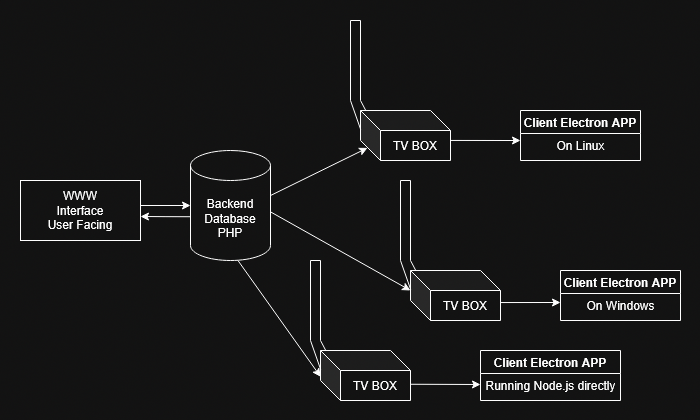 TV BOX
Client Electron APP
On Linux
WWW
Interface
User Facing
Backend
Database
PHP
TV BOX
Client Electron APP
On Windows
TV BOX
Client Electron APP
Running Node.js directly